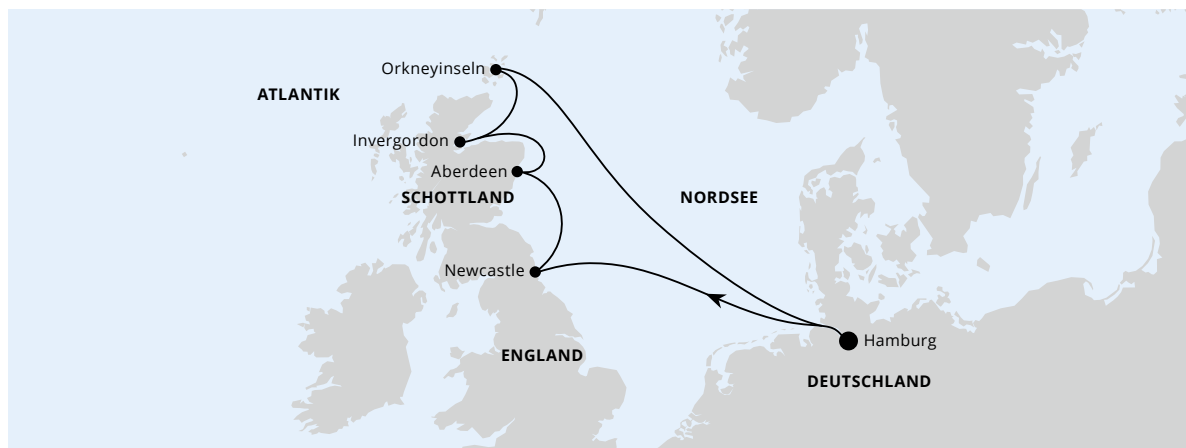 Orkneyinseln
ATLANTIK
Invergordon
Aberdeen
SCHOTTLAND
NORDSEE
Newcastle
Hamburg
ENGLAND
DEUTSCHLAND